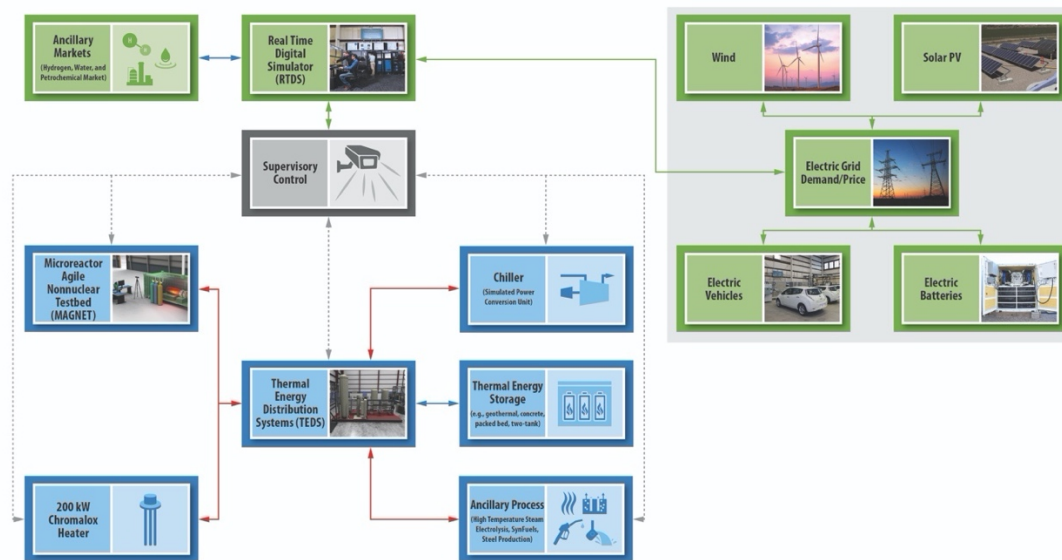 Ancillary
Markets
(Hydrogen, Water, and
Petrochemical Market)
Real Time
Digital
Simulator
(RTDS)
Wind
Solar PV
Supervisory
Control
Electric Grid
Demand/Price
Microreactor
Agile
Nonnuclear
Testbed
(MAGNET)
Chiller
(Simulated Power
Conversion Unit)
Electric
Vehicles
Electric
Batteries
Thermal
Energy
Distribution
Systems (TEDS)
Thermal Energy
Storage
(e.g., geothermal, concrete,
packed bed, two-tank)
200 kW
Chromalox
Heater
Ancillary Process
(High Temperature Steam
Electrolysis, SynFuels,
Steel Production)